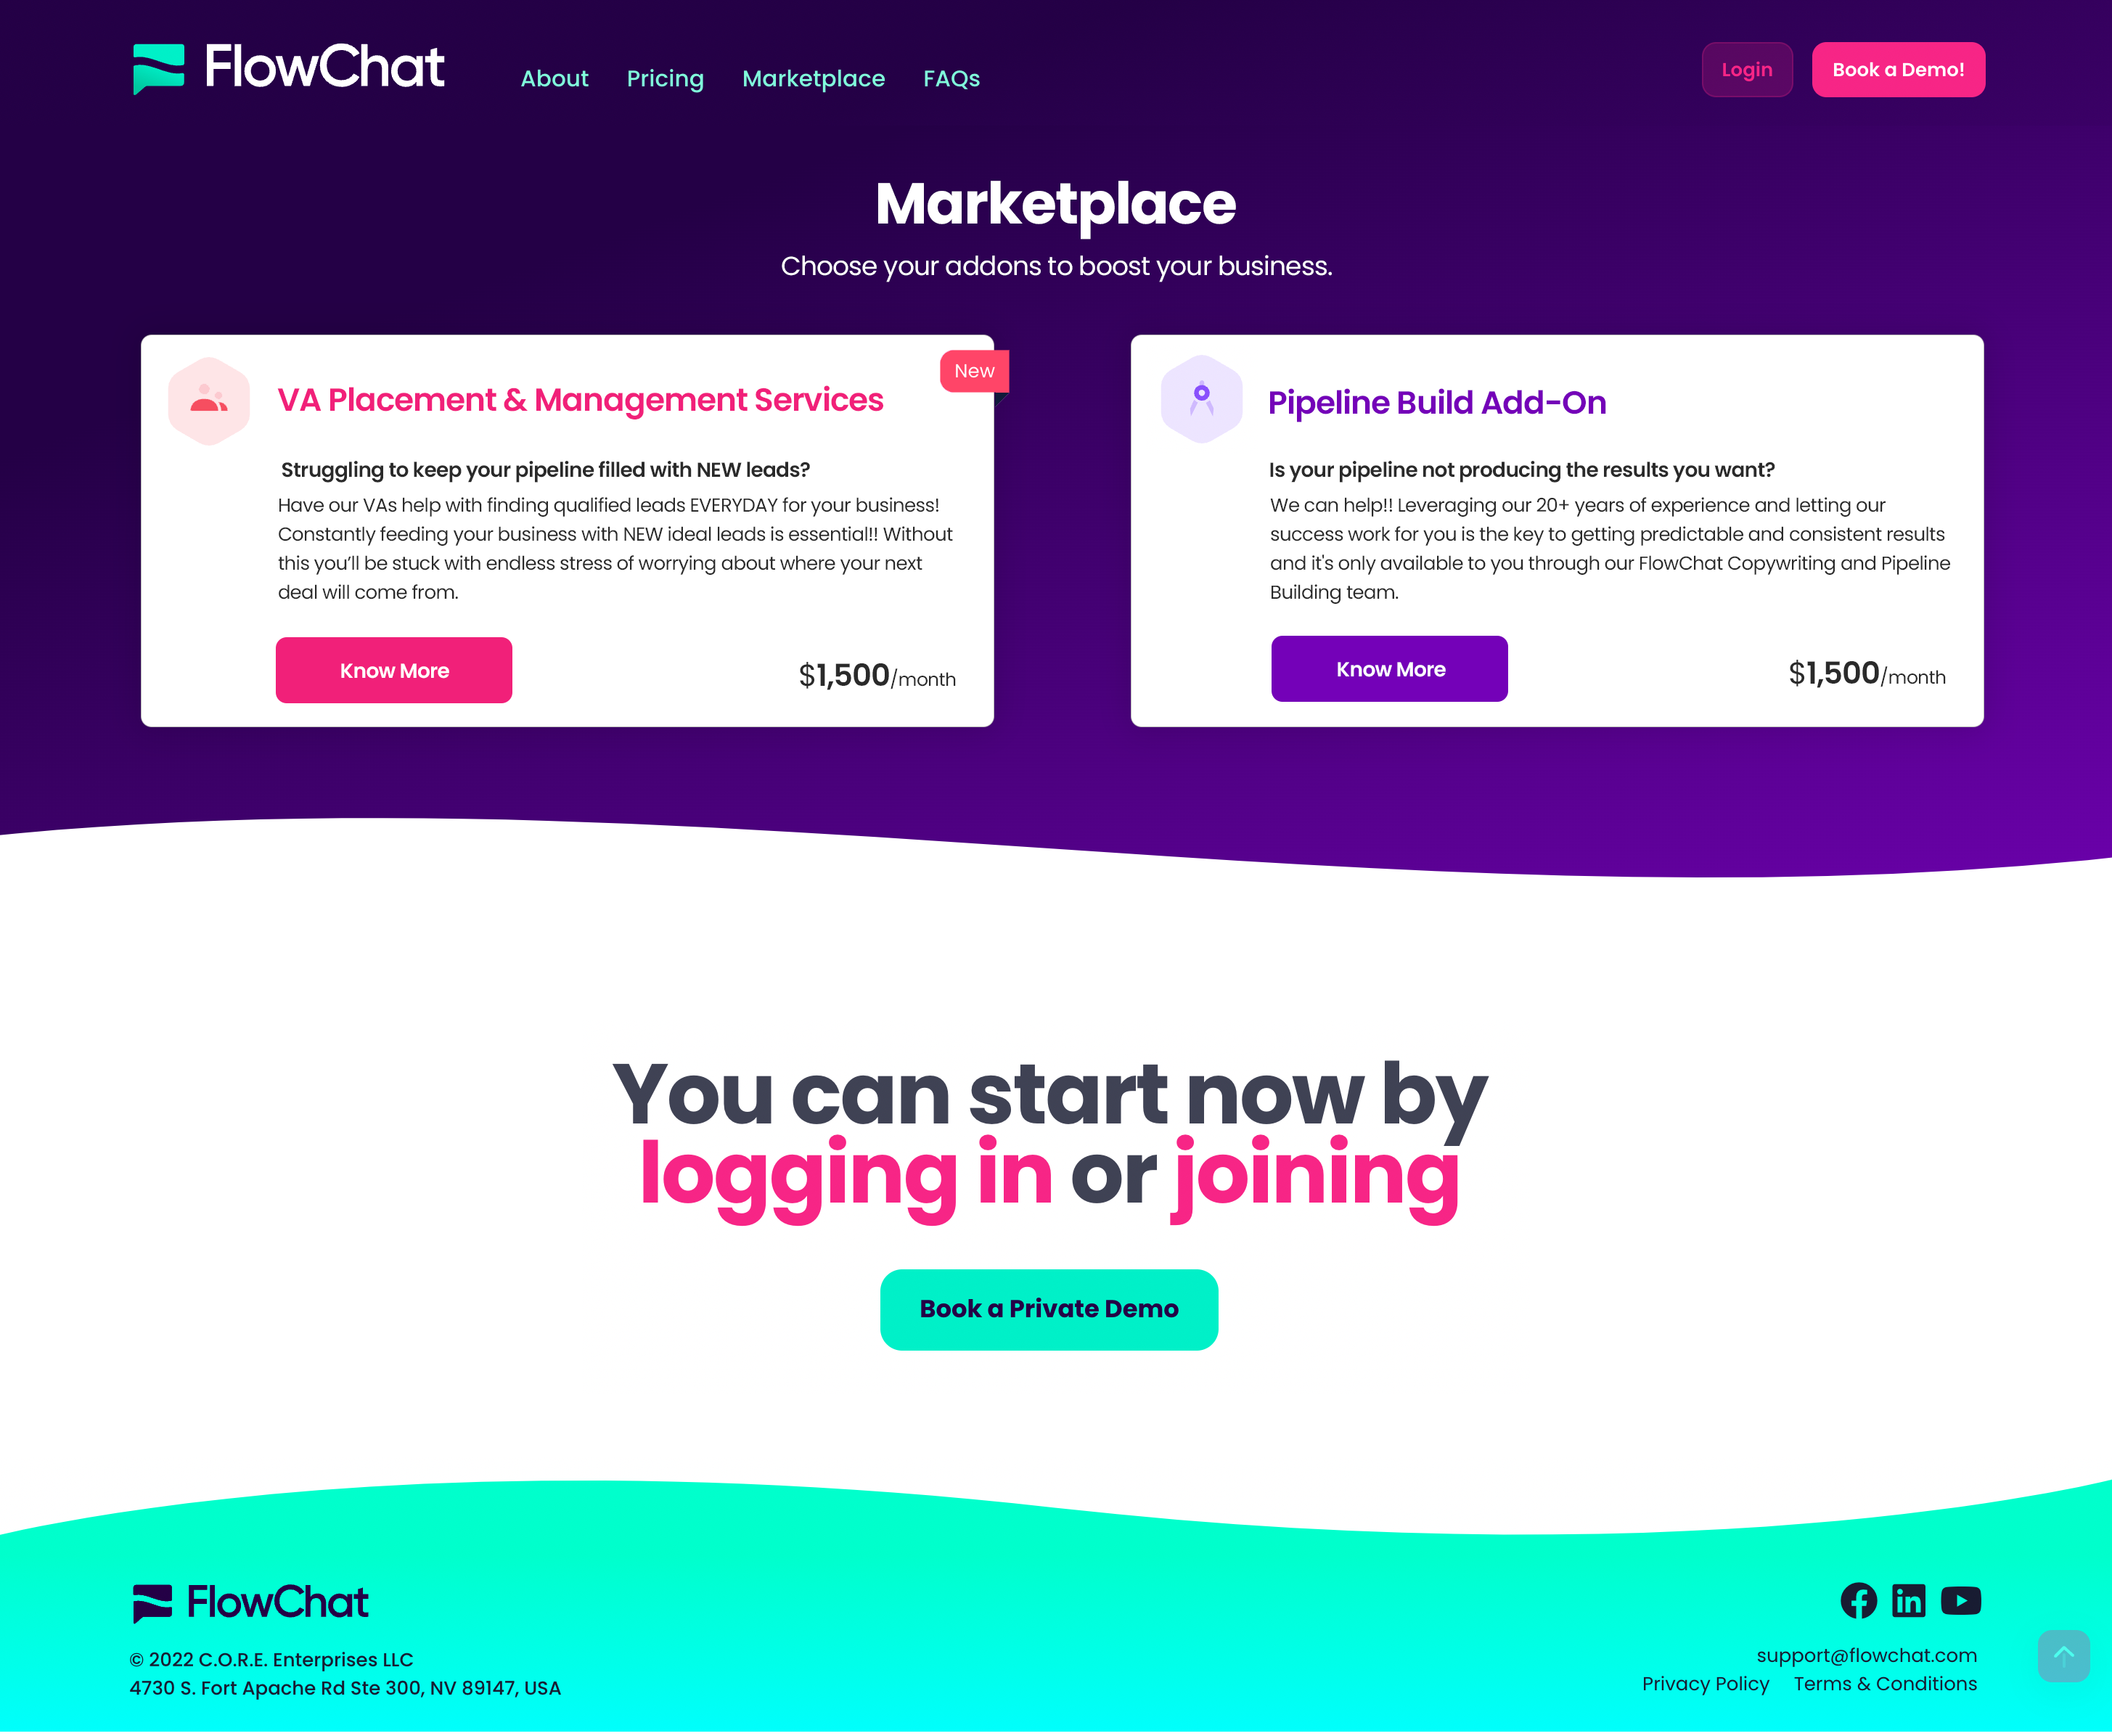 FlowChat
About Pricing Marketplace FAQs
Login Book a Demo!
Marketplace
Choose your addons to boost your business.
New
VA Placement & Management Services
Struggling to keep your pipeline filled with NEW leads?
Have our VAs help with finding qualified leads EVERYDAY for your business!
Constantly feeding your business with NEW ideal leads is essential!! Without
this you’ll be stuck with endless stress of worrying about where your next
deal will come from.
Know More
$1,500/month
Pipeline Build Add-On
Is your pipeline not producing the results you want?
We can help!! Leveraging our 20+ years of experience and letting our
success work for you is the key to getting predictable and consistent results
and it's only available to you through our FlowChat Copywriting and Pipeline
Building team.
Know More
$1,500/month
You can start now by
logging in or joining
Book a Private Demo
FlowChat
© 2022 C.O.R.E. Enterprises LLC
4730 S. Fort Apache Rd Ste 300, NV 89147, USA
support@flowchat.com
Privacy Policy Terms & Conditions